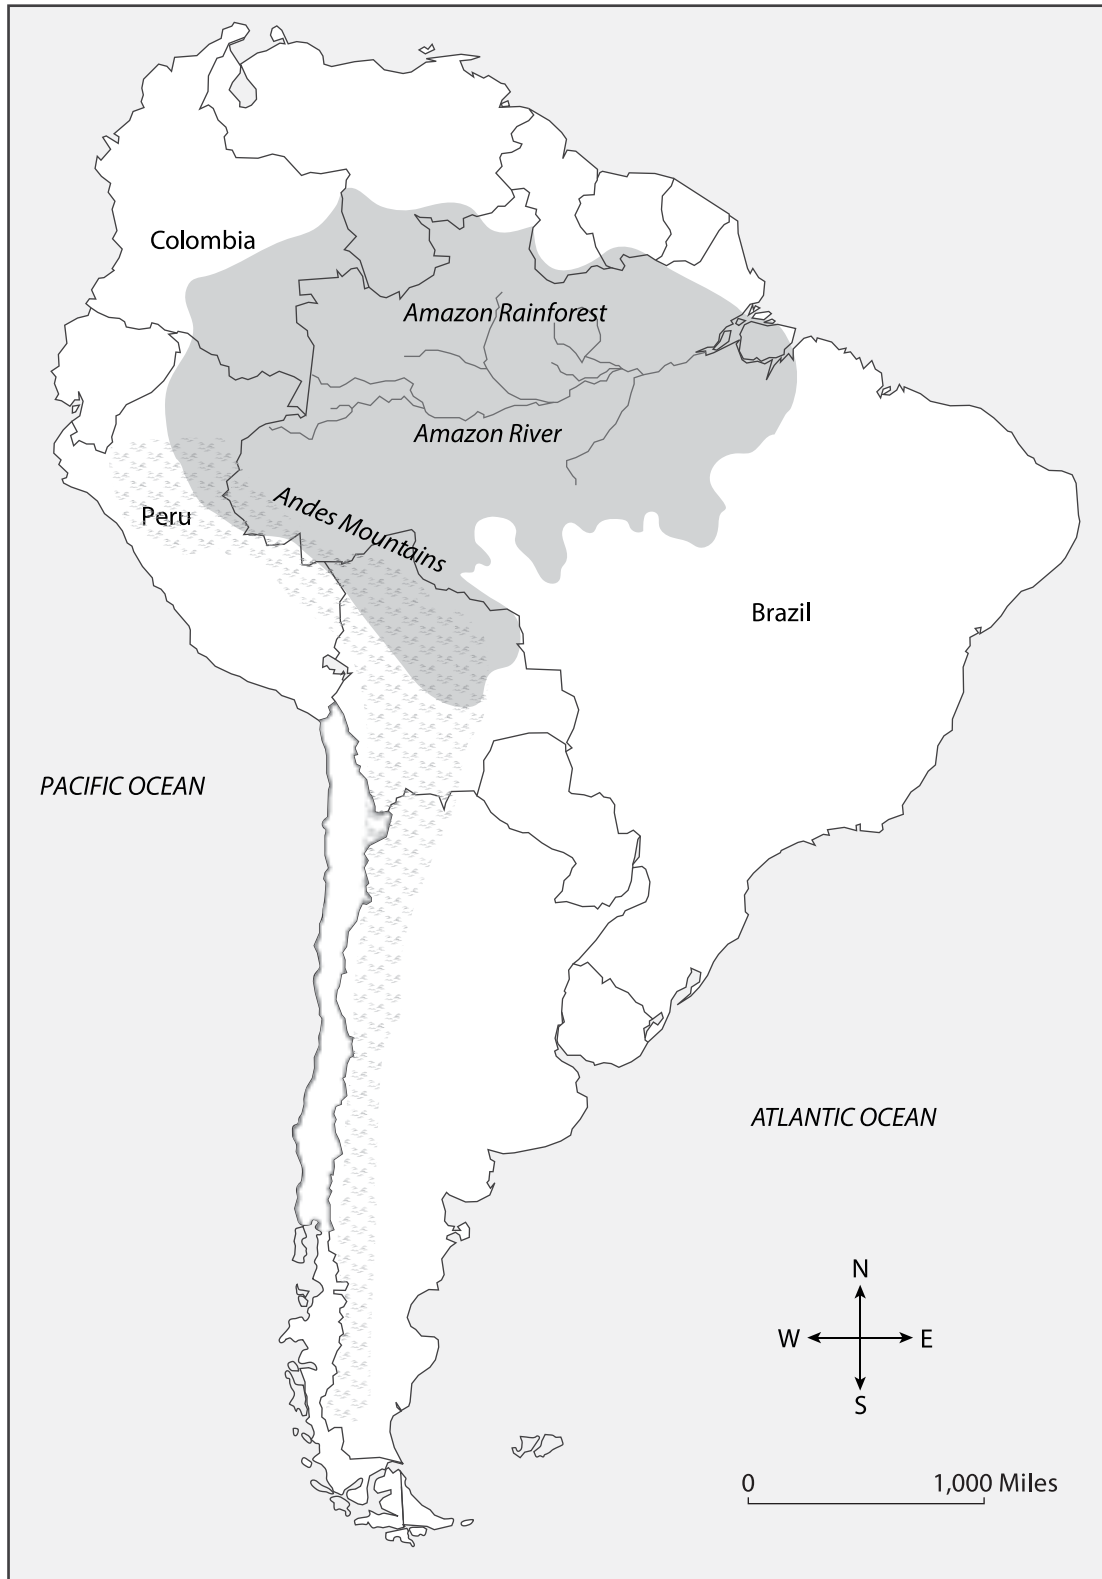 Colombia
Amazon Rainforest
Amazon River
Andes Mountains
Peru
Brazil
PACIFIC OCEAN
ATLANTIC OCEAN
N
W E
S
0 1,000 Miles